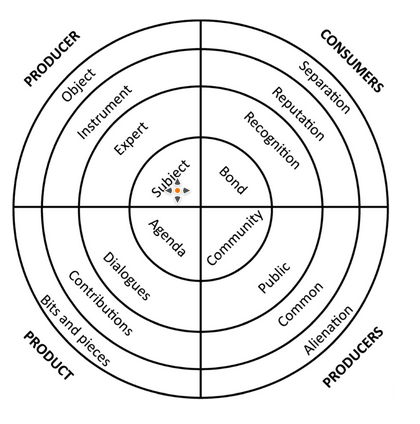 PRODUCER
CONSUMERS
Object
Instrument
Expert
Subject
Separation
Reputation
Recognition
Bond
Agenda
Dialogues
Contributions
Bits and pieces
PRODUCT
Community
Public
Common
Alienation
PRODUCERS